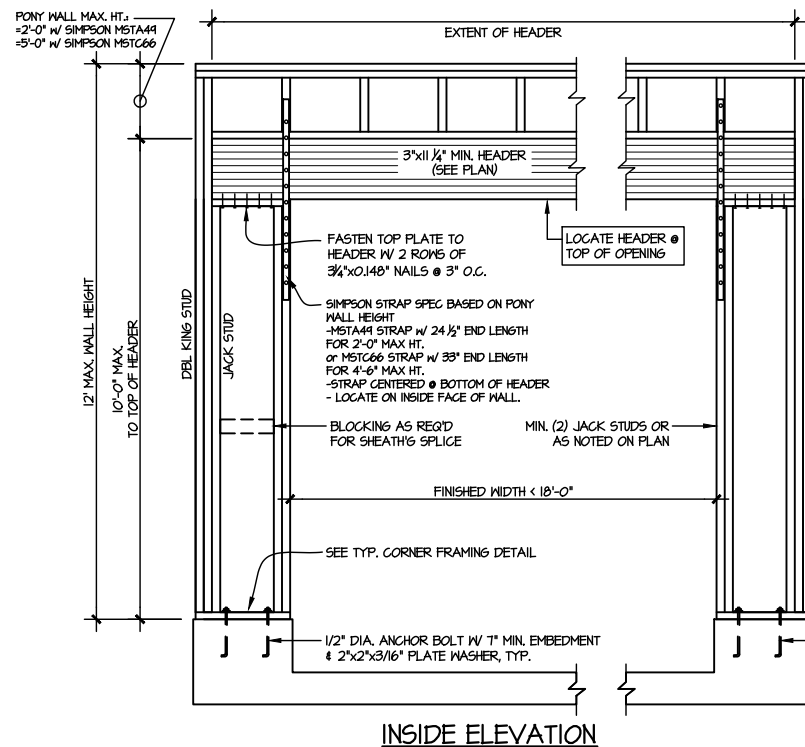 PONY WALL MAX. HT.:
=2'-0" W/ SIMPSON MSTA49
=5'-0" W/ SIMPSON MSTC66
EXTENT OF HEADER
3"x11 1/4" MIN. HEADER
(SEE PLAN)
FASTEN TOP PLATE TO
HEADER W/ 2 ROWS OF
3/4"x0.148" NAILS @ 3" O.C.
LOCATE HEADER @
TOP OF OPENING
SIMPSON STRAP SPEC BASED ON PONY
WALL HEIGHT
-MSTA49 STRAP W/ 24 1/2" END LENGTH
FOR 2'-0" MAX HT.
or MSTC66 STRAP W/ 33" END LENGTH
FOR 4'-6" MAX HT.
-STRAP CENTERED @ BOTTOM OF HEADER
- LOCATE ON INSIDE FACE OF WALL.
12' MAX. WALL HEIGHT
10'-0" MAX.
TO TOP OF HEADER
DBL KING STUD
JACK STUD
BLOCKING AS REQ'D
FOR SHEATH'G SPLICE
MIN. (2) JACK STUDS OR
AS NOTED ON PLAN
FINISHED WIDTH < 18'-0"
SEE TYP. CORNER FRAMING DETAIL
1/2" DIA. ANCHOR BOLT W/ 7" MIN. EMBEDMENT
& 2"x2"x3/16" PLATE WASHER, TYP.
INSIDE ELEVATION